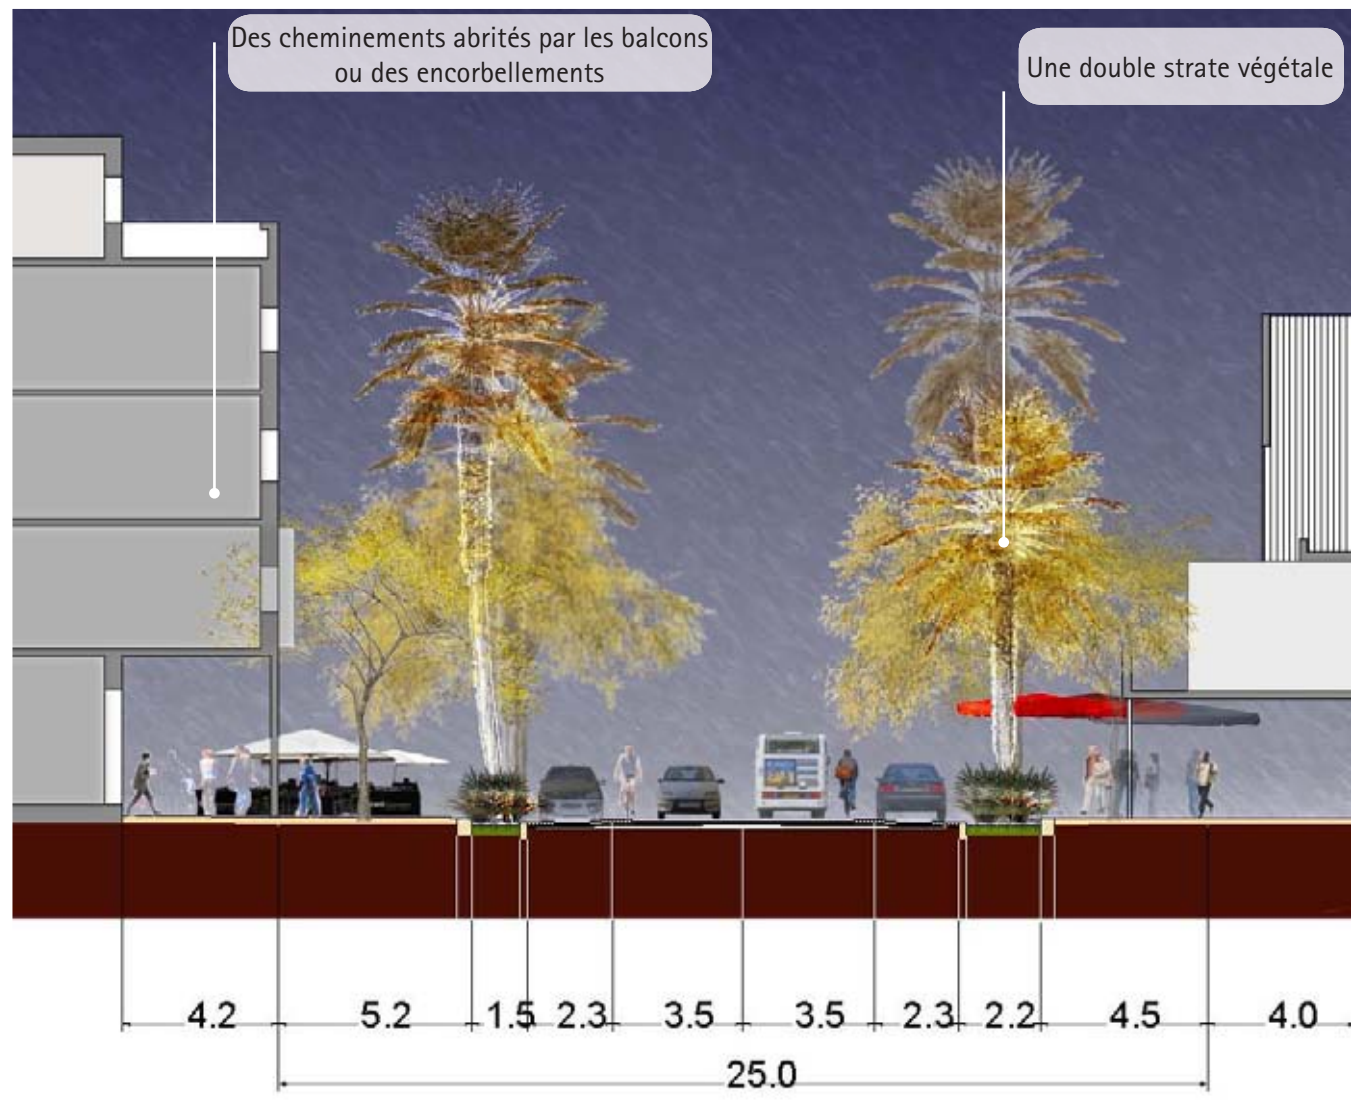 Des cheminements abrités par les balcons
ou des encorbellements
Une double strate végétale
4.2 5.2 1.5 2.3 3.5 3.5 2.3 2.2 4.5 4.0
25.0